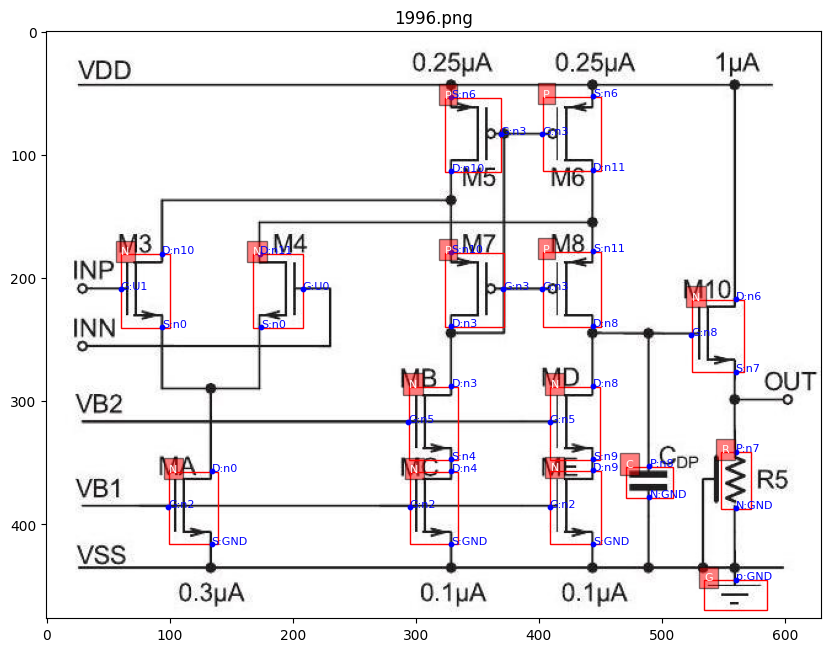 1996.png
0.25µA 0.25µA 1µA
VDD
P S:n6 P S:n6
G:n3 G:n3
D:n10 D:n11
M5 M6
M3 M4 M7 M8
N D:n10 N D:n11 P S:n10 P S:n11
INP G:U1 G:U0 G:n3 G:n3
M10
N D:n6
S:n0 S:n0 D:n3 D:n8
INN G:n8
S:n7
MB MD OUT
N D:n3 N D:n8
VB2 G:n5 G:n5
S:n4 S:n9
MA MC ME CDP
N D:n0 N D:n4 N D:n9 C P:n8 R P:n7
R5
VB1 G:n2 G:n2 G:n2 N:GND N:GND
S:GND S:GND S:GND
VSS
G p:GND
0.3µA 0.1µA 0.1µA
0 100 200 300 400 500 600
0
100
200
300
400